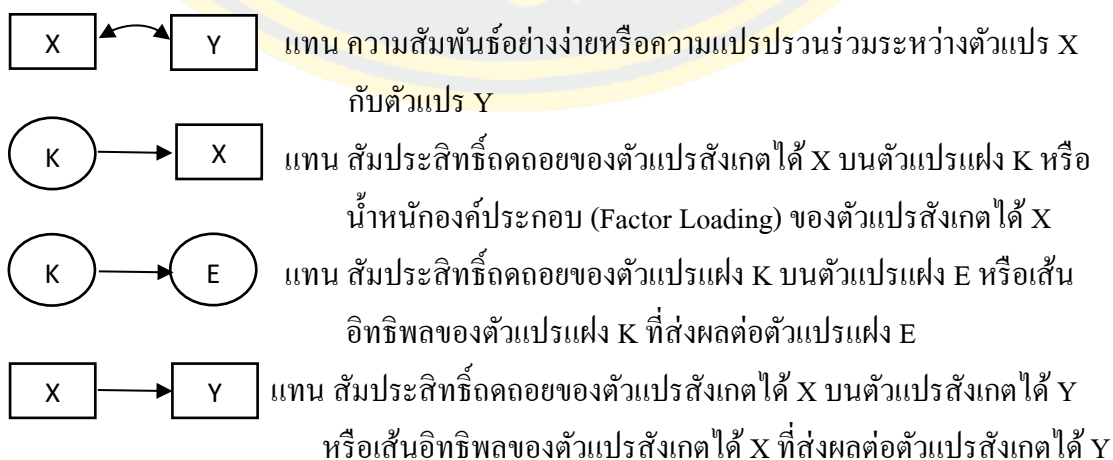 X Y แทน ความสัมพันธ์อย่างง่ายหรือความแปรปรวนร่วมระหว่างตัวแปร X
กับตัวแปร Y
K X แทน สัมประสิทธิ์ถดถอยของตัวแปรสังเกตได้ X บนตัวแปรแฝง K หรือ
น้ำหนักองค์ประกอบ (Factor Loading) ของตัวแปรสังเกตได้ X
K E แทน สัมประสิทธิ์ถดถอยของตัวแปรแฝง K บนตัวแปรแฝง E หรือเส้น
อิทธิพลของตัวแปรแฝง K ที่ส่งผลต่อตัวแปรแฝง E
X Y แทน สัมประสิทธิ์ถดถอยของตัวแปรสังเกตได้ X บนตัวแปรสังเกตได้ Y
หรือเส้นอิทธิพลของตัวแปรสังเกตได้ X ที่ส่งผลต่อตัวแปรสังเกตได้ Y